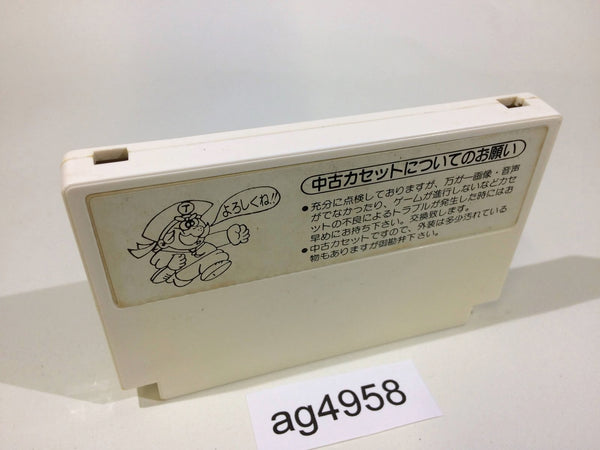 中古カセットについてのお願い
よろしくね!!
T
●充分に点検しておりますが、万が一画像・音声
がでなかったり、ゲームが進行しないなどカセ
ットの不良によるトラブルが発生した時にはお
早めにお持ち下さい。交換致します。
●中古カセットですので、外装は多少汚れている
物もありますが御勘弁下さい。
ag4958